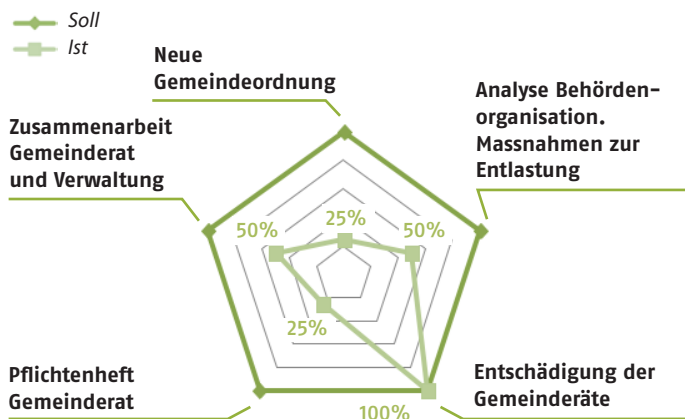 Soll
Ist
Neue
Gemeindeordnung
Analyse Behörden-
organisation.
Massnahmen zur
Entlastung
Zusammenarbeit
Gemeinderat
und Verwaltung
50%
25%
50%
25%
Pflichtenheft
Gemeinderat
100%
Entschädigung der
Gemeinderäte